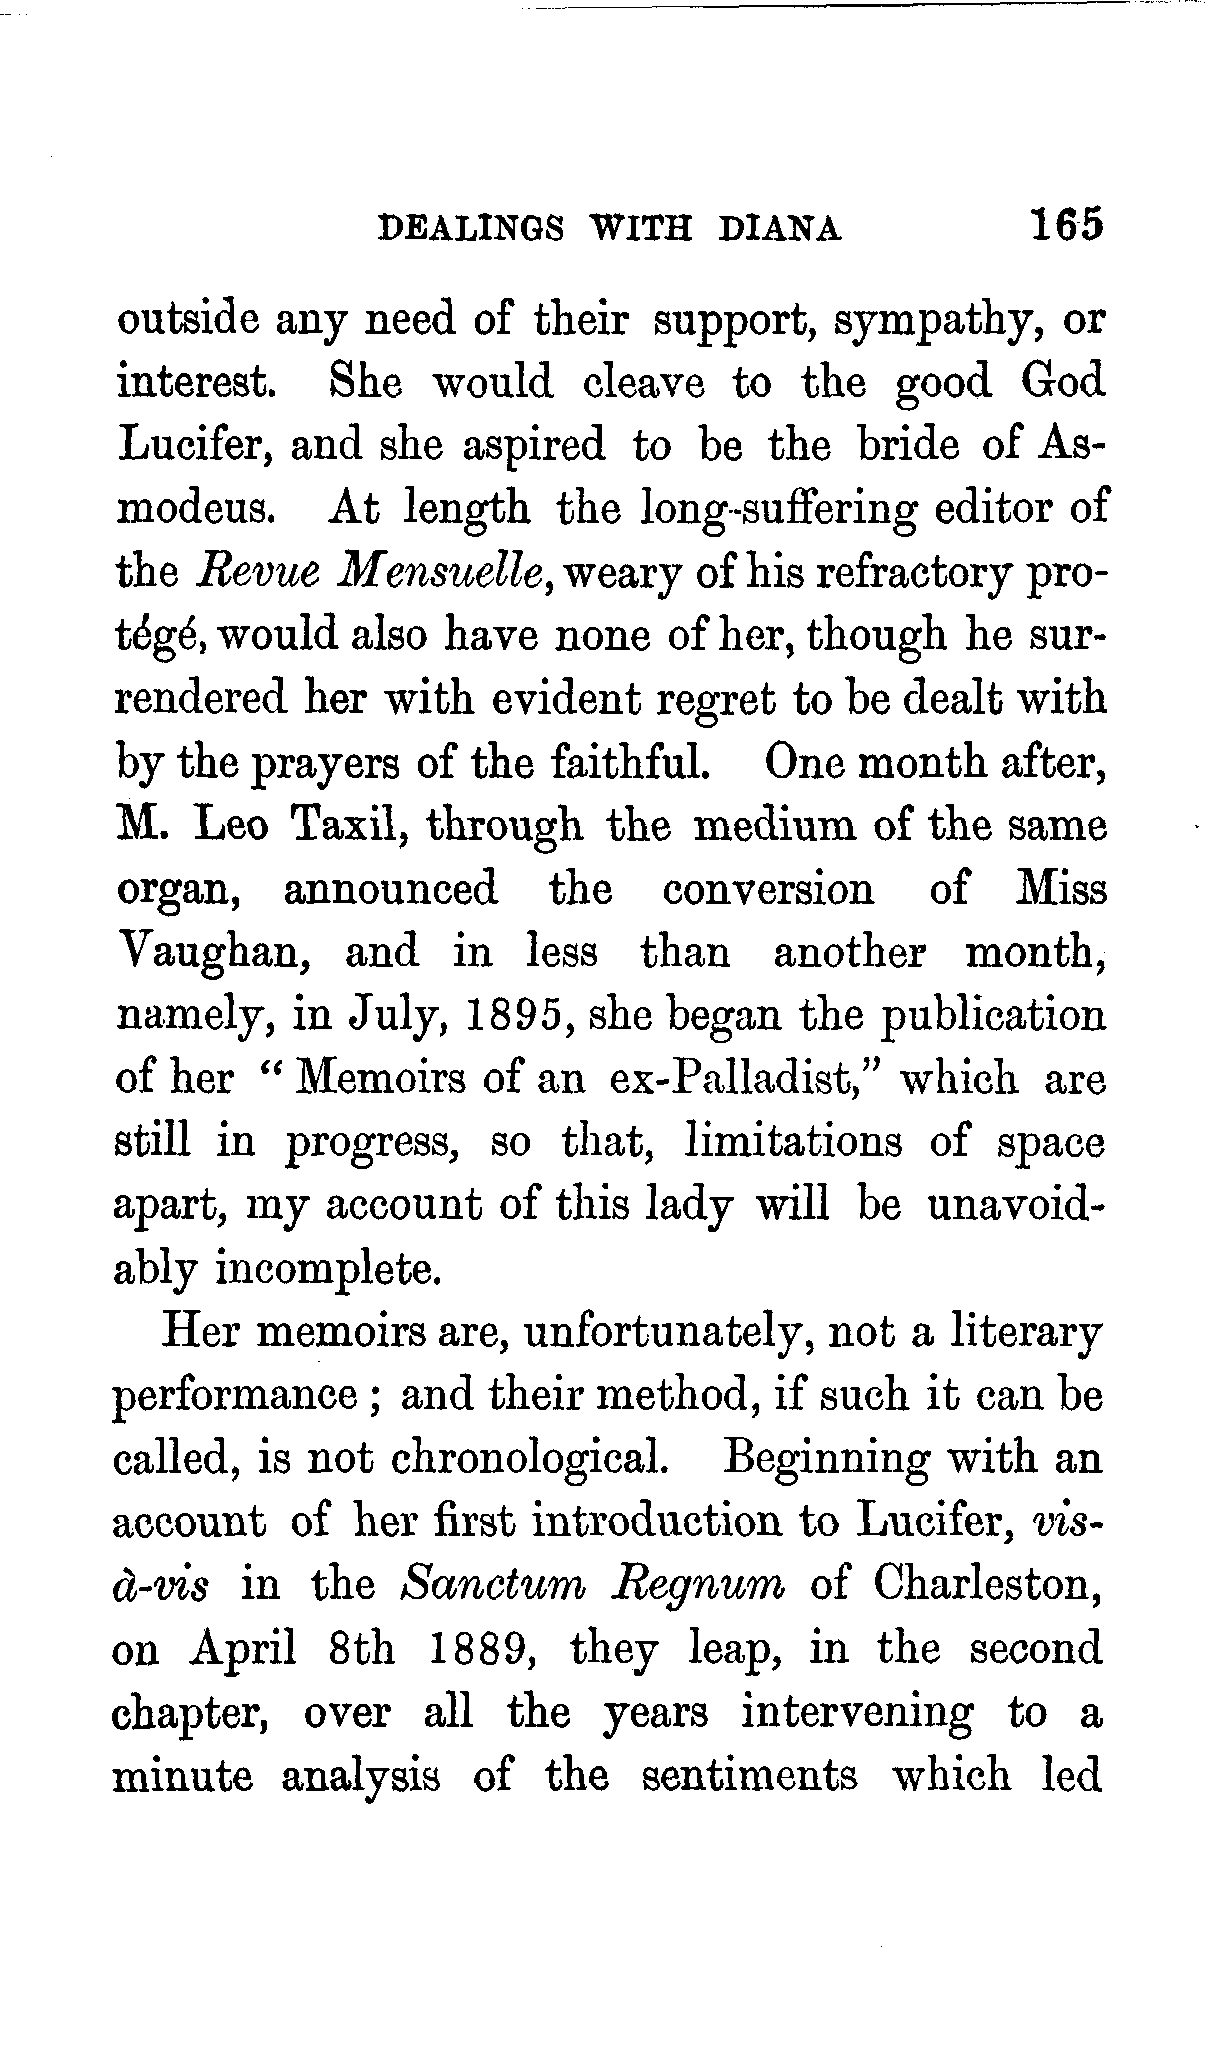 DEALINGS WITH DIANA 165
outside any need of their support, sympathy, or
interest. She would cleave to the good God
Lucifer, and she aspired to be the bride of As-
modeus. At length the long-suffering editor of
the Revue Mensuelle, weary of his refractory pro-
tégé, would also have none of her, though he sur-
rendered her with evident regret to be dealt with
by the prayers of the faithful. One month after,
M. Leo Taxil, through the medium of the same
organ, announced the conversion of Miss
Vaughan, and in less than another month,
namely, in July, 1895, she began the publication
of her “ Memoirs of an ex-Palladist,” which are
still in progress, so that, limitations of space
apart, my account of this lady will be unavoid-
ably incomplete.
Her memoirs are, unfortunately, not a literary
performance ; and their method, if such it can be
called, is not chronological. Beginning with an
account of her first introduction to Lucifer, vis-
à-vis in the Sanctum Regnum of Charleston,
on April 8th 1889, they leap, in the second
chapter, over all the years intervening to a
minute analysis of the sentiments which led